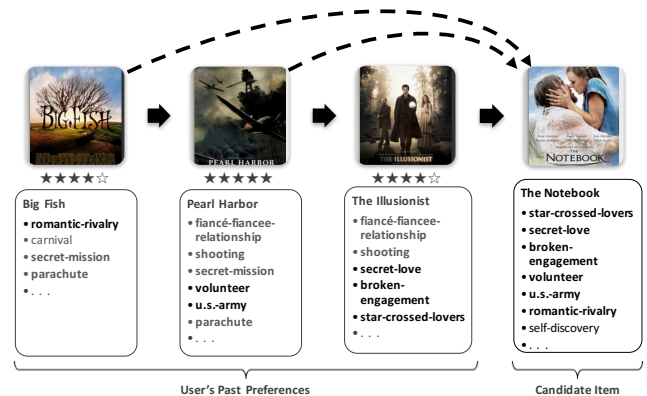 BIG FISH
PEARL HARBOR
THE ILLUSIONIST
THE
NOTEBOOK
★★★★☆
★★★★★
★★★★☆
Big Fish
• romantic-rivalry
• carnival
• secret-mission
• parachute
• . . .
Pearl Harbor
• fiancé-fiancee-
relationship
• shooting
• secret-mission
• volunteer
• u.s.-army
• parachute
• . . .
The Illusionist
• fiancé-fiancee-
relationship
• shooting
• secret-love
• broken-
engagement
• star-crossed-lovers
• . . .
The Notebook
• star-crossed-lovers
• secret-love
• broken-
engagement
• volunteer
• u.s.-army
• romantic-rivalry
• self-discovery
• . . .
User's Past Preferences
Candidate Item